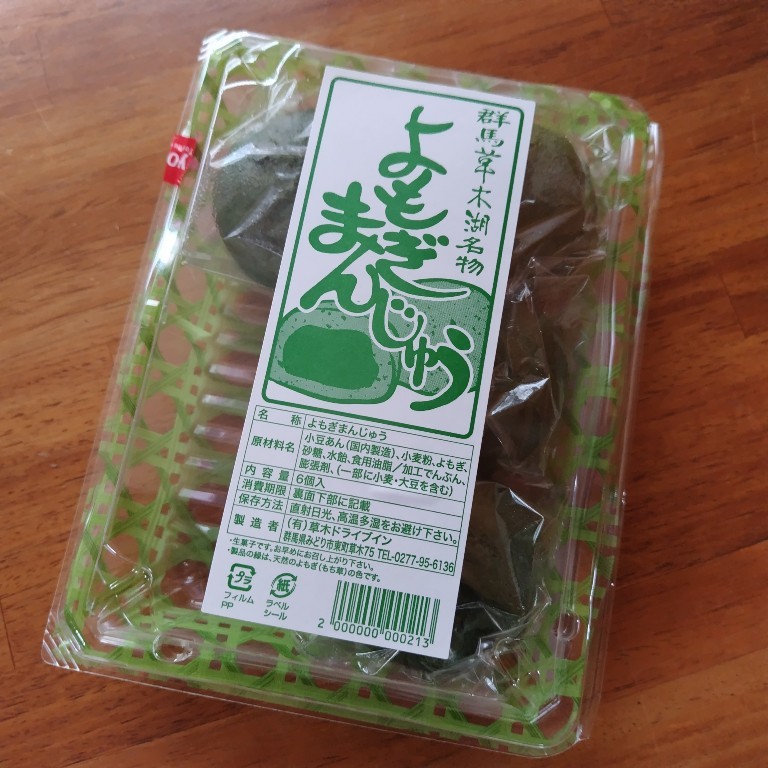 群馬草木湖名物
よもぎ
まんじゅう
名称 よもぎまんじゅう
原材料名 小豆あん(国内製造)、小麦粉、よもぎ、
砂糖、水飴、食用油脂/加工でんぷん、
膨張剤、(一部に小麦・大豆を含む)
内容量 6個入
消費期限 裏面下部に記載
保存方法 直射日光、高温多湿をお避け下さい。
製造者 (有)草木ドライブイン
群馬県みどり市東町草木75 TEL0277-95-6136
・生菓子です。お早めにお召し上がり下さい。
・製品の緑は、天然のよもぎ(もち草)の色です。
プラ
フィルム
PP
紙
ラベル
シール
2 000000 000213